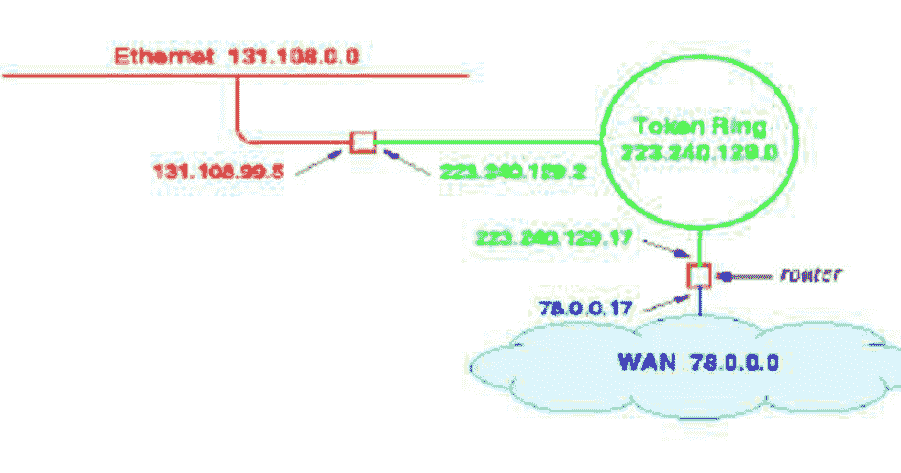 Ethernet 131.108.0.0
Token Ring
223.240.129.0
131.108.99.5
223.240.129.2
223.240.129.17
router
78.0.0.17
WAN 78.0.0.0